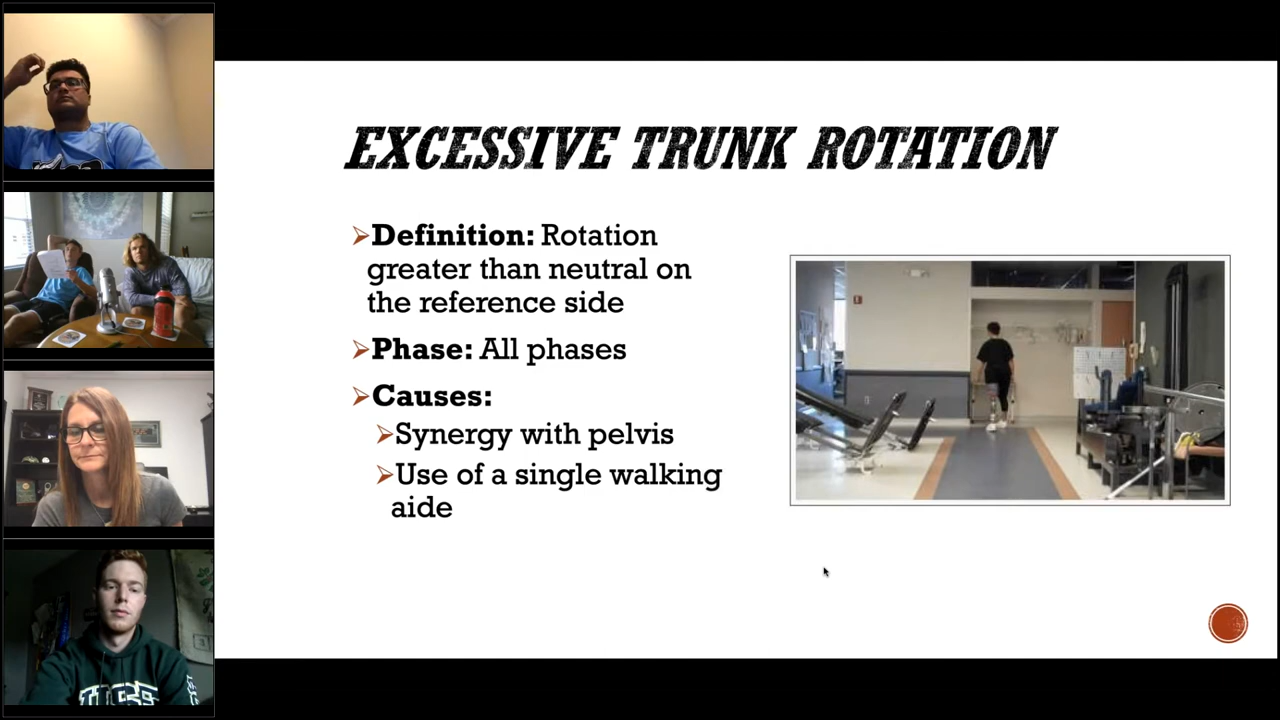 EXCESSIVE TRUNK ROTATION
Definition: Rotation
greater than neutral on
the reference side
Phase: All phases
Causes:
Synergy with pelvis
Use of a single walking
aide